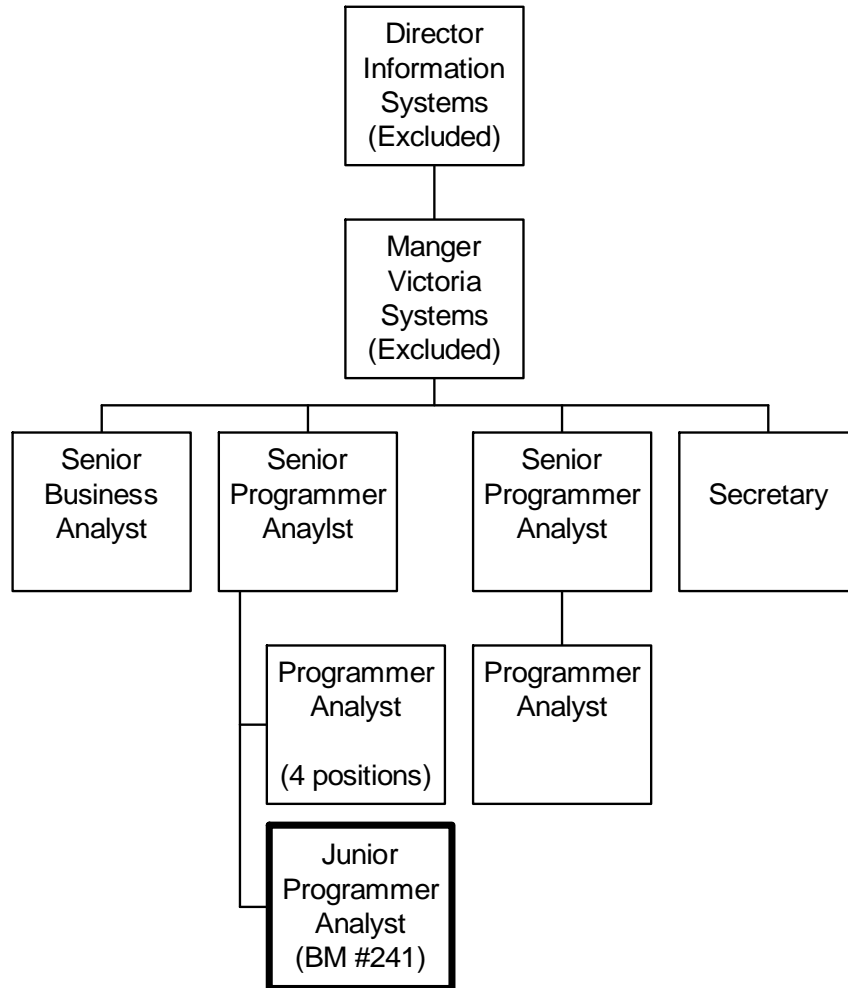 Director
Information
Systems
(Excluded)
Manger
Victoria
Systems
(Excluded)
Senior
Business
Analyst
Senior
Programmer
Anaylst
Senior
Programmer
Analyst
Secretary
Programmer
Analyst
(4 positions)
Programmer
Analyst
Junior
Programmer
Analyst
(BM #241)